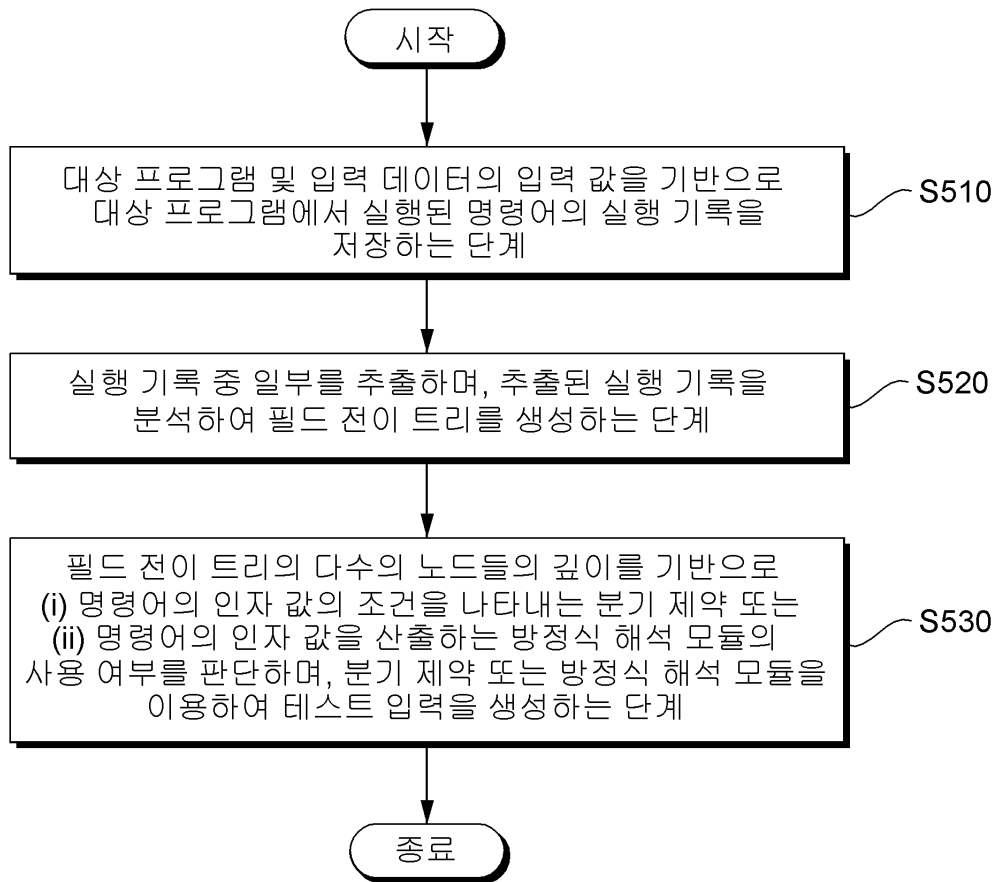 시작
대상 프로그램 및 입력 데이터의 입력 값을 기반으로
대상 프로그램에서 실행된 명령어의 실행 기록을
저장하는 단계
S510
실행 기록 중 일부를 추출하며, 추출된 실행 기록을
분석하여 필드 전이 트리를 생성하는 단계
S520
필드 전이 트리의 다수의 노드들의 깊이를 기반으로
(i) 명령어의 인자 값의 조건을 나타내는 분기 제약 또는
(ii) 명령어의 인자 값을 산출하는 방정식 해석 모듈의
사용 여부를 판단하며, 분기 제약 또는 방정식 해석 모듈을
이용하여 테스트 입력을 생성하는 단계
S530
종료